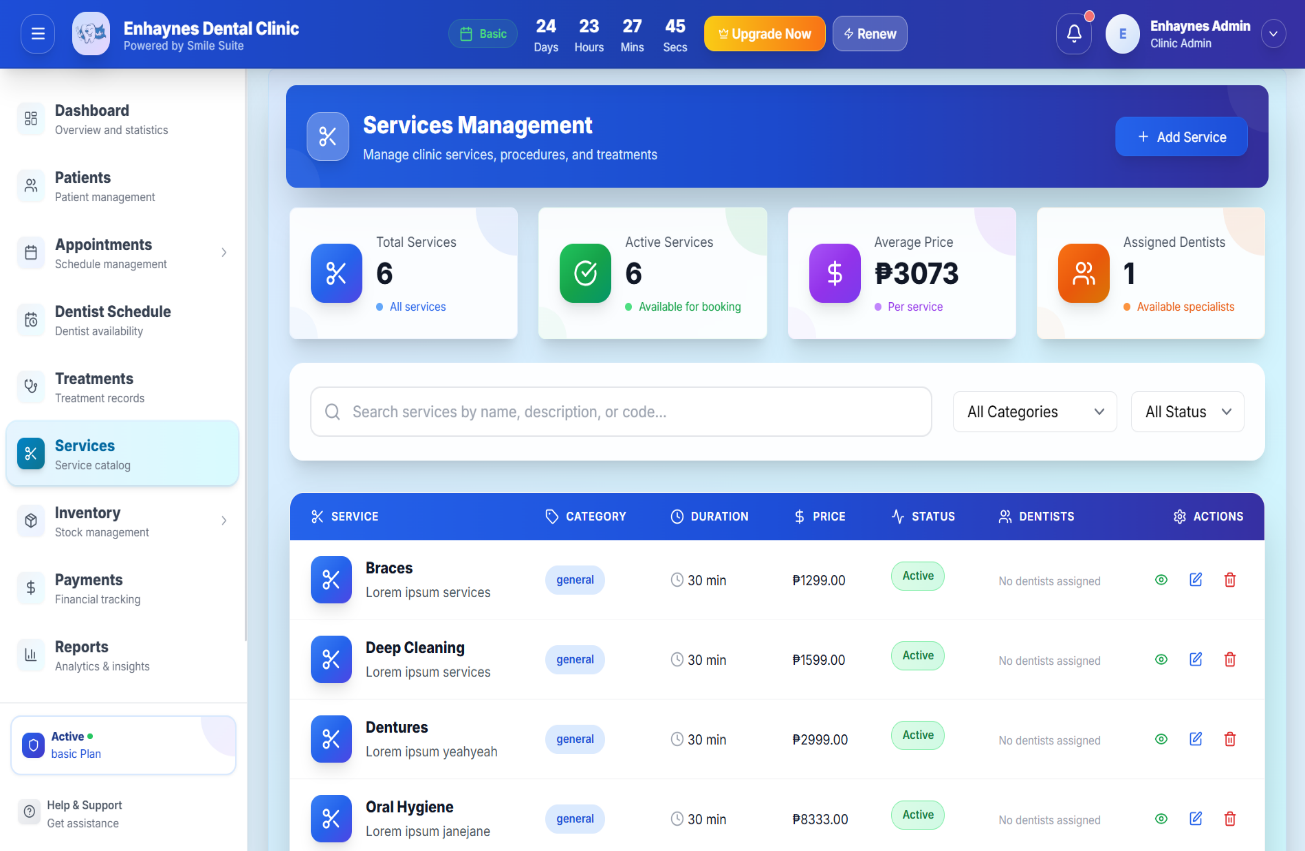 Enhaynes Dental Clinic
Powered by Smile Suite
Basic
24 23 27 45
Days Hours Mins Secs
Upgrade Now
Renew
E
Enhaynes Admin
Clinic Admin
Dashboard
Overview and statistics
Patients
Patient management
Appointments
Schedule management
Dentist Schedule
Dentist availability
Treatments
Treatment records
Services
Service catalog
Inventory
Stock management
Payments
Financial tracking
Reports
Analytics & insights
Active
basic Plan
Help & Support
Get assistance
Services Management
Manage clinic services, procedures, and treatments
+ Add Service
Total Services
6
All services
Active Services
6
Available for booking
Average Price
₱3073
Per service
Assigned Dentists
1
Available specialists
Search services by name, description, or code...
All Categories
All Status
SERVICE CATEGORY DURATION PRICE STATUS DENTISTS ACTIONS
Braces
Lorem ipsum services
general 30 min ₱1299.00 Active No dentists assigned
Deep Cleaning
Lorem ipsum services
general 30 min ₱1599.00 Active No dentists assigned
Dentures
Lorem ipsum yeahyeah
general 30 min ₱2999.00 Active No dentists assigned
Oral Hygiene
Lorem ipsum janejane
general 30 min ₱8333.00 Active No dentists assigned